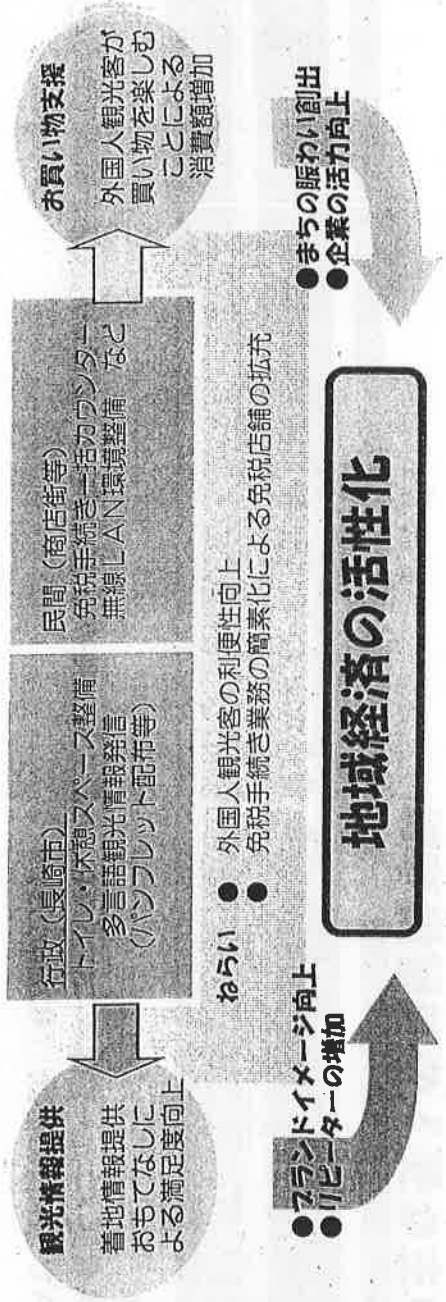 観光情報提供
着地情報提供
おもてなしに
よる満足度向上
行政（長崎市）
トイレ・休憩スペース整備
多言語観光情報発信
（パンフレット配布等）
民間（商店街等）
免税手続き一括カウンター
無線ＬＡＮ環境整備　など
お買い物支援
外国人観光客が
買い物を楽しむ
ことによる
消費額増加
ねらい ● 外国人観光客の利便性向上
● 免税手続き業務の簡素化による免税店舗の拡充
●ブランドイメージ向上
●リピーターの増加
●まちの賑わい創出
●企業の活力向上
地域経済の活性化